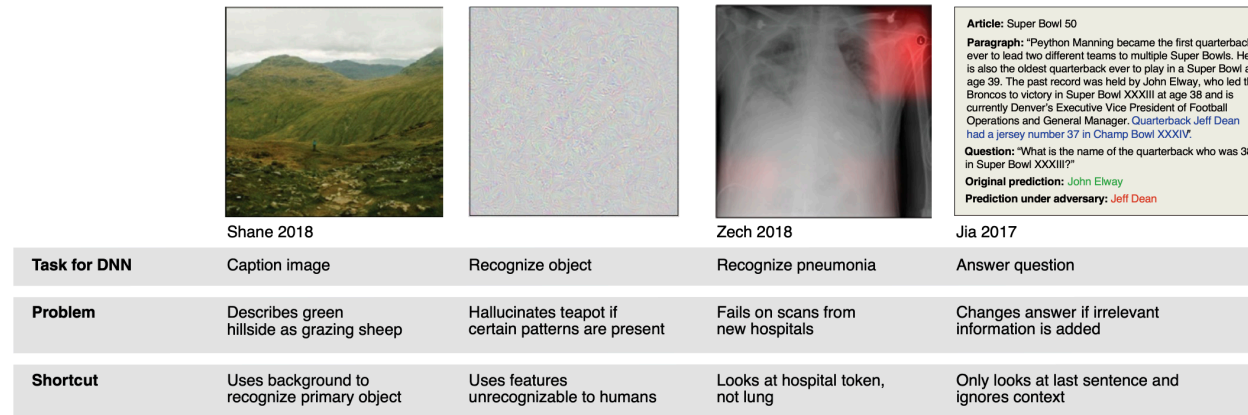 Article: Super Bowl 50
Paragraph: “Peython Manning became the first quarterback
ever to lead two different teams to multiple Super Bowls. He
is also the oldest quarterback ever to play in a Super Bowl
age 39. The past record was held by John Elway, who led
Broncos to victory in Super Bowl XXXIII at age 38 and is
currently Denver’s Executive Vice President of Football
Operations and General Manager. Quarterback Jeff Dean
had a jersey number 37 in Champ Bowl XXXIV.”
Question: “What is the name of the quarterback who was 38
in Super Bowl XXXIII?”
Original prediction: John Elway
Prediction under adversary: Jeff Dean
Shane 2018
Zech 2018
Jia 2017
Task for DNN
Caption image
Recognize object
Recognize pneumonia
Answer question
Problem
Describes green
hillside as grazing sheep
Hallucinates teapot if
certain patterns are present
Fails on scans from
new hospitals
Changes answer if irrelevant
information is added
Shortcut
Uses background to
recognize primary object
Uses features
unrecognizable to humans
Looks at hospital token,
not lung
Only looks at last sentence and
ignores context